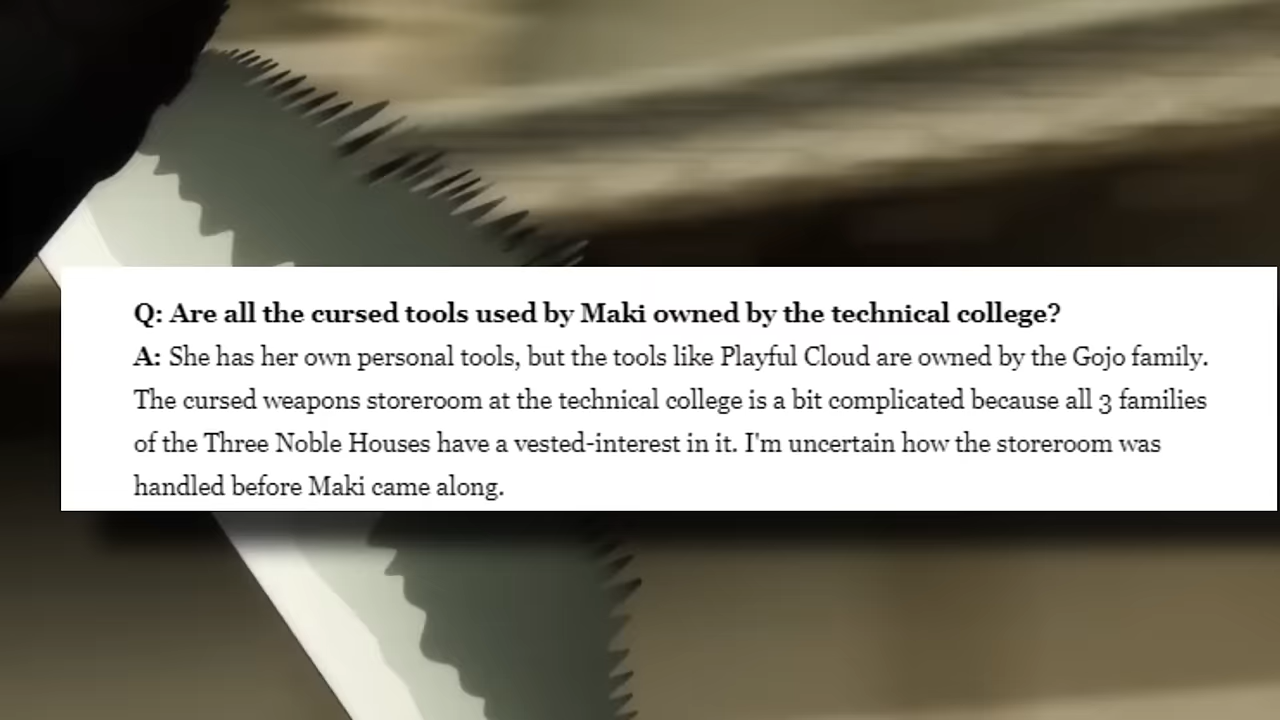 Q: Are all the cursed tools used by Maki owned by the technical college?
A: She has her own personal tools, but the tools like Playful Cloud are owned by the Gojo family.
The cursed weapons storeroom at the technical college is a bit complicated because all 3 families
of the Three Noble Houses have a vested-interest in it. I'm uncertain how the storeroom was
handled before Maki came along.